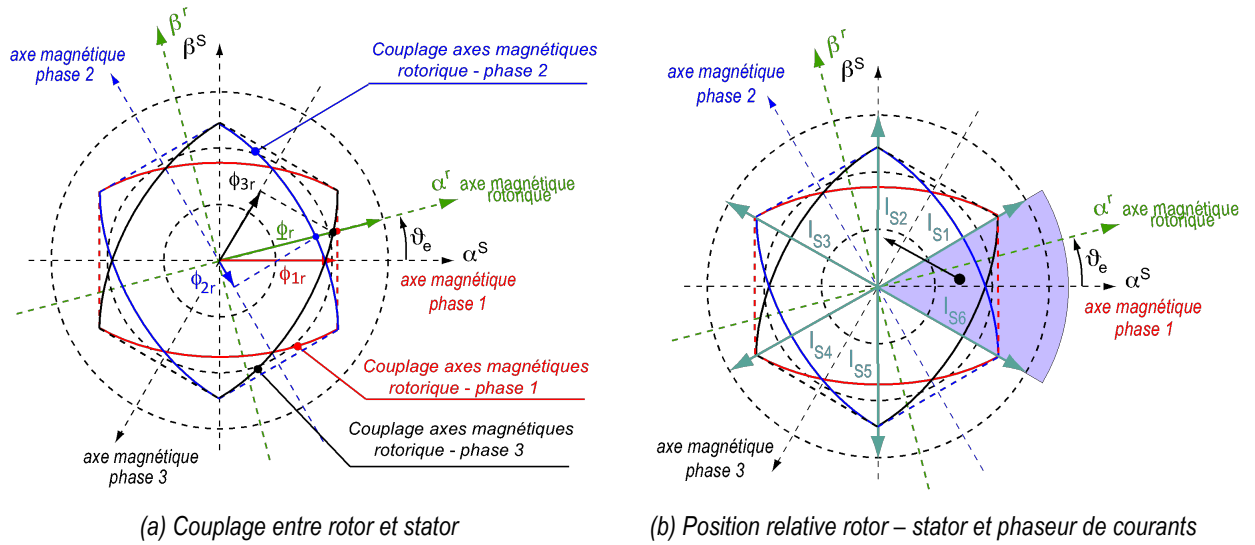 β^r
β^S
axe magnétique
phase 2
Couplage axes magnétiques
rotorique - phase 2
ϕ3r
α^r axe magnétique
rotorique
ϕ_r
ϑe
α^S
ϕ2r
ϕ1r
axe magnétique
phase 1
Couplage axes magnétiques
rotorique - phase 1
Couplage axes magnétiques
rotorique - phase 3
axe magnétique
phase 3
(a) Couplage entre rotor et stator
β^r
β^S
axe magnétique
phase 2
IS3
IS2
IS1
α^r axe magnétique
rotorique
ϑe
α^S
axe magnétique
phase 1
IS6
IS4
IS5
axe magnétique
phase 3
(b) Position relative rotor – stator et phaseur de courants